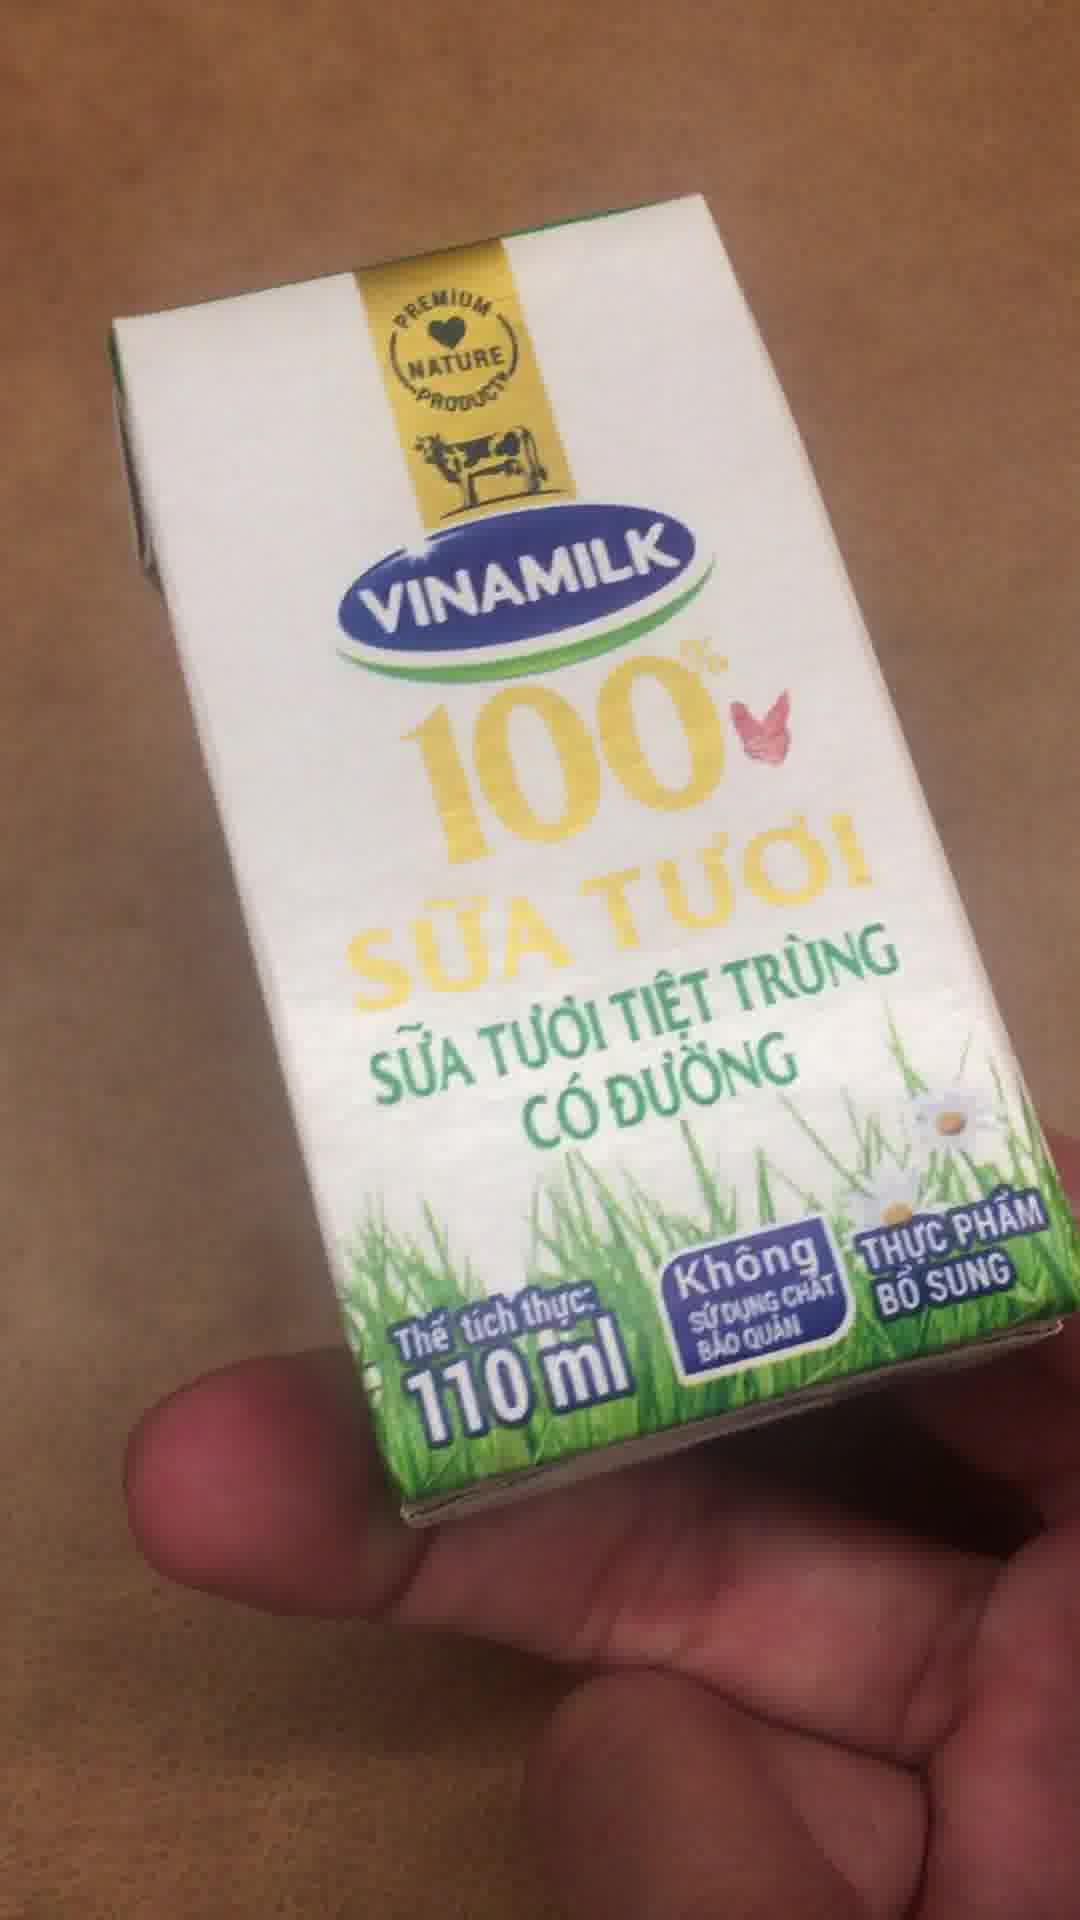 PREMIUM
NATURE
PRODUCT
VINAMILK
100%
SỮA TƯƠI
SỮA TƯƠI TIỆT TRÙNG
CÓ ĐƯỜNG
Thể tích thực:
110 ml
Không
SỬ DỤNG CHẤT
BẢO QUẢN
THỰC PHẨM
BỔ SUNG